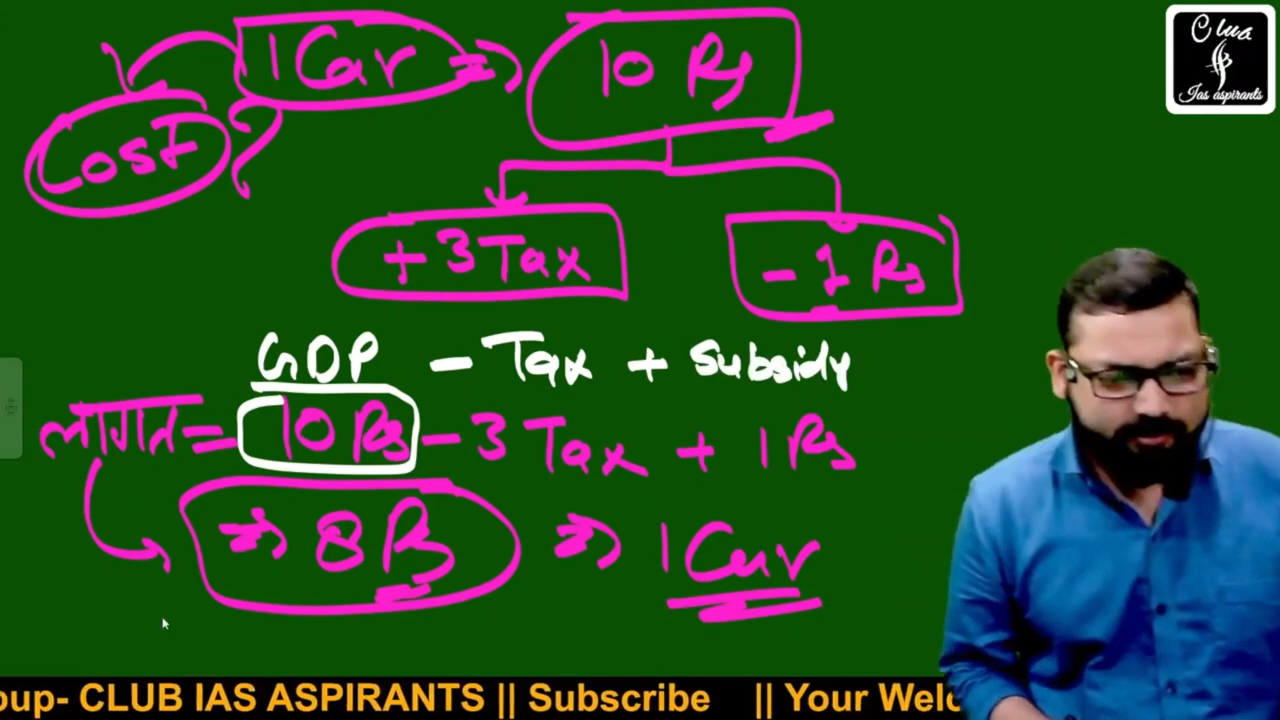 Club
Ias aspirants
1 Car ⇒ 10 Rs
Cost
+ 3 Tax
- 1 Rs
GDP - Tax + Subsidy
लागत = 10 Rs - 3 Tax + 1 Rs
⇒ 8 Rs ⇒ 1 Car
oup- CLUB IAS ASPIRANTS || Subscribe || Your Welc